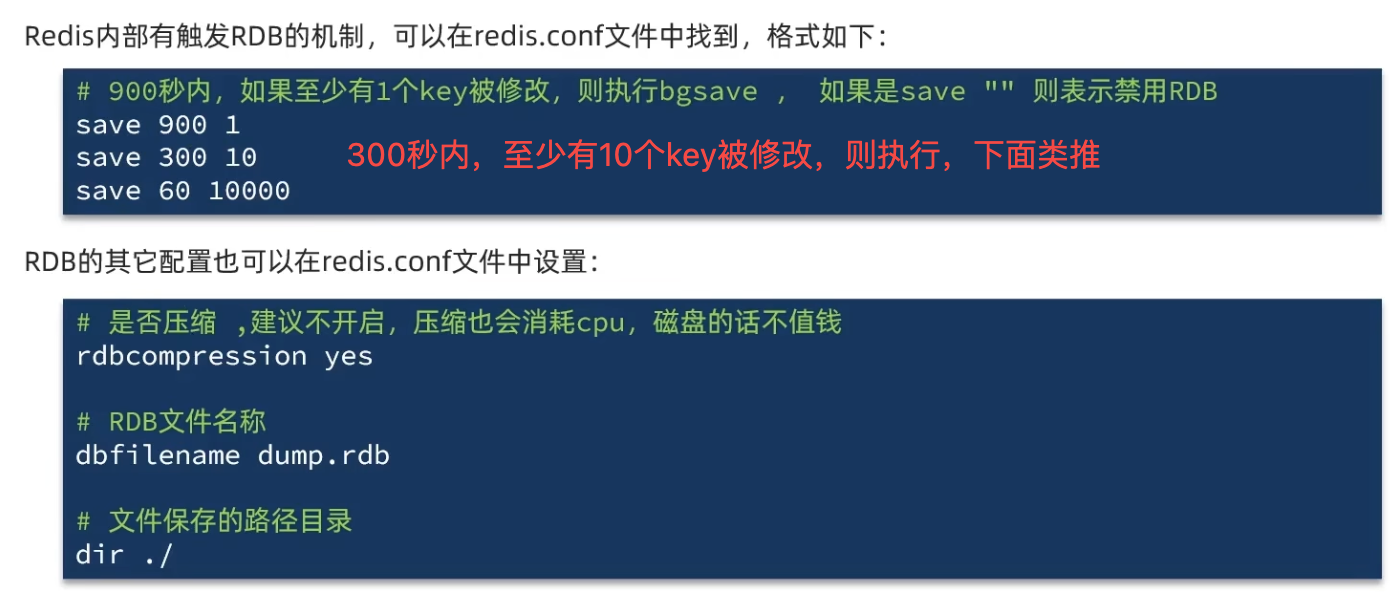 Redis内部有触发RDB的机制，可以在redis.conf文件中找到，格式如下：
# 900秒内，如果至少有1个key被修改，则执行bgsave ， 如果是save "" 则表示禁用RDB
save 900 1
save 300 10
300秒内，至少有10个key被修改，则执行，下面类推
save 60 10000
RDB的其它配置也可以在redis.conf文件中设置：
# 是否压缩 ,建议不开启，压缩也会消耗cpu，磁盘的话不值钱
rdbcompression yes
# RDB文件名称
dbfilename dump.rdb
# 文件保存的路径目录
dir ./